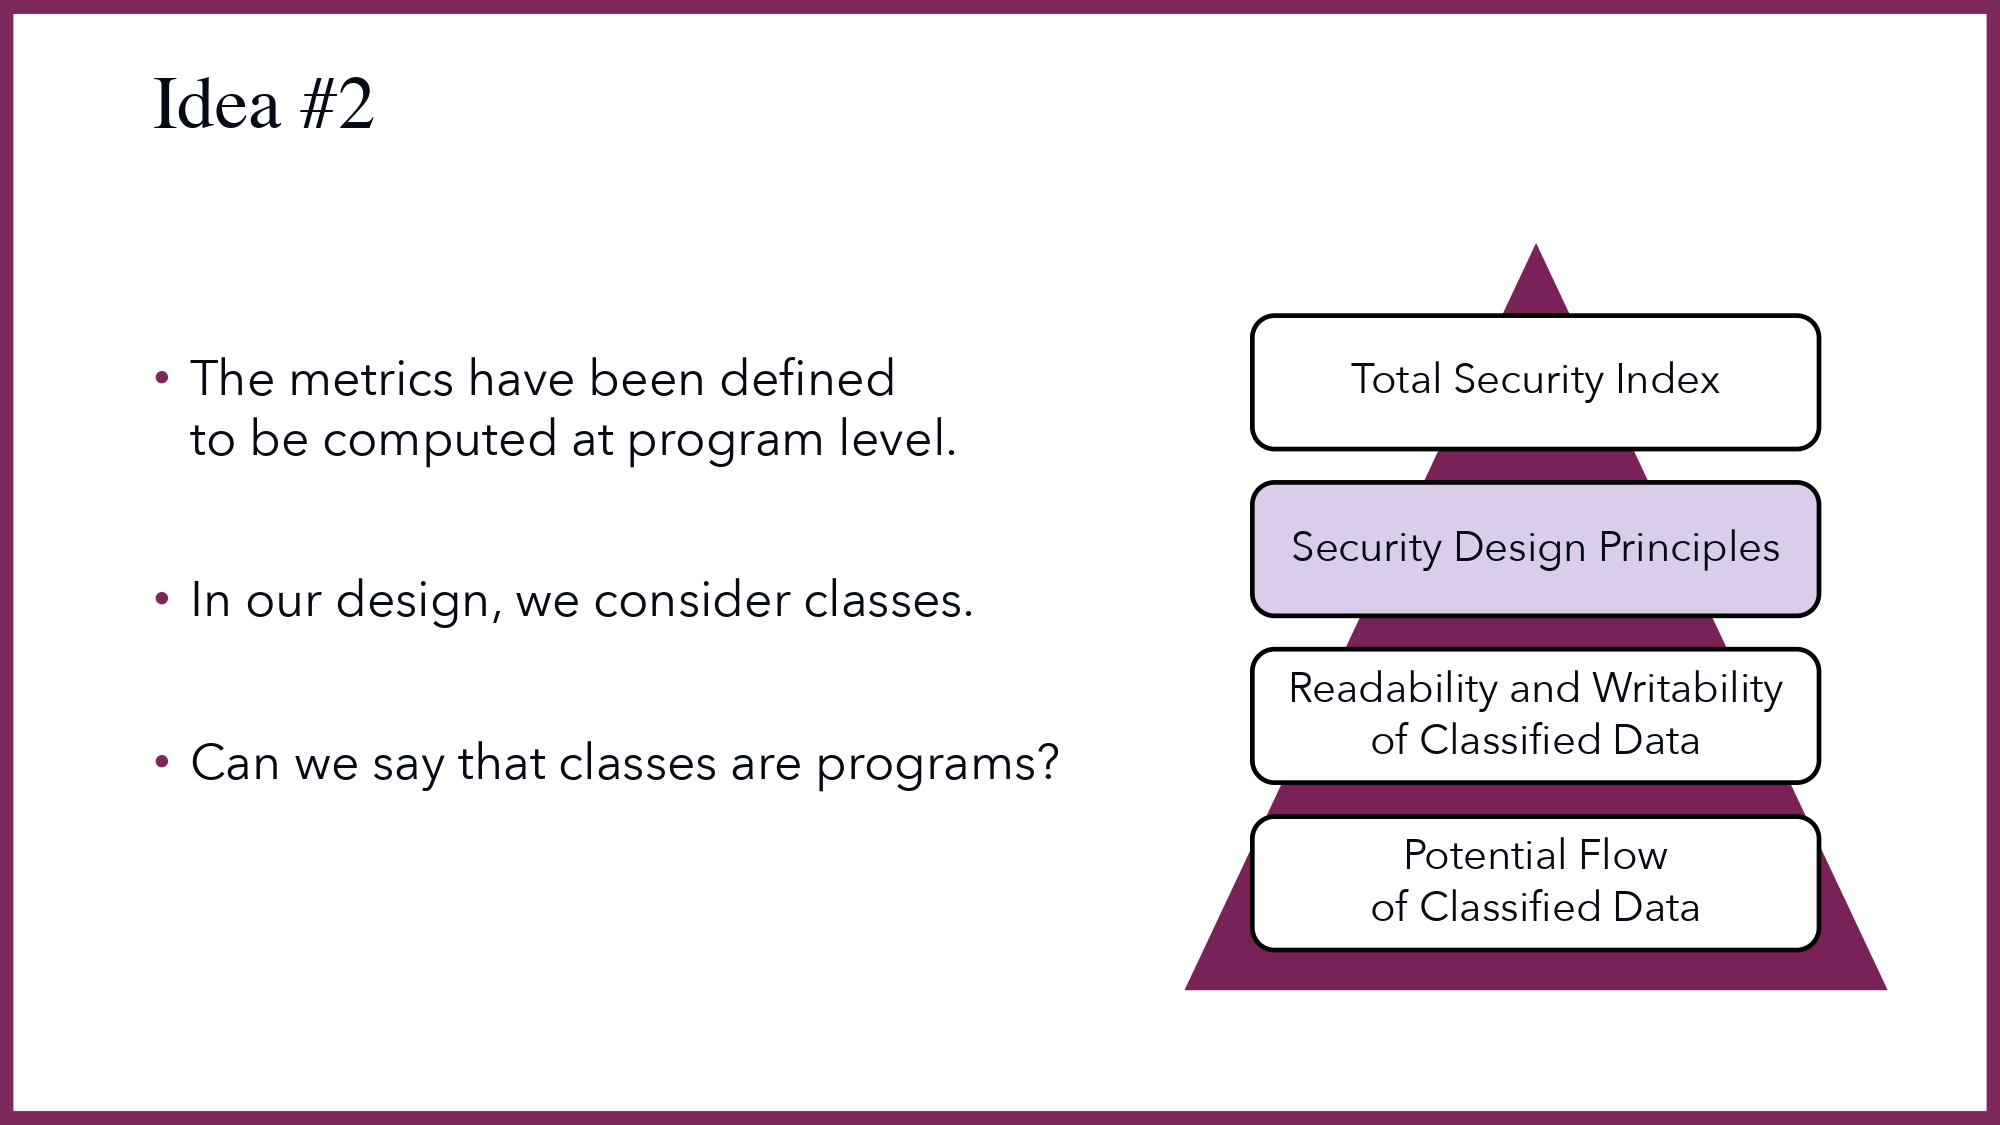 Idea #2
• The metrics have been defined
to be computed at program level.
• In our design, we consider classes.
• Can we say that classes are programs?
Total Security Index
Security Design Principles
Readability and Writability
of Classified Data
Potential Flow
of Classified Data